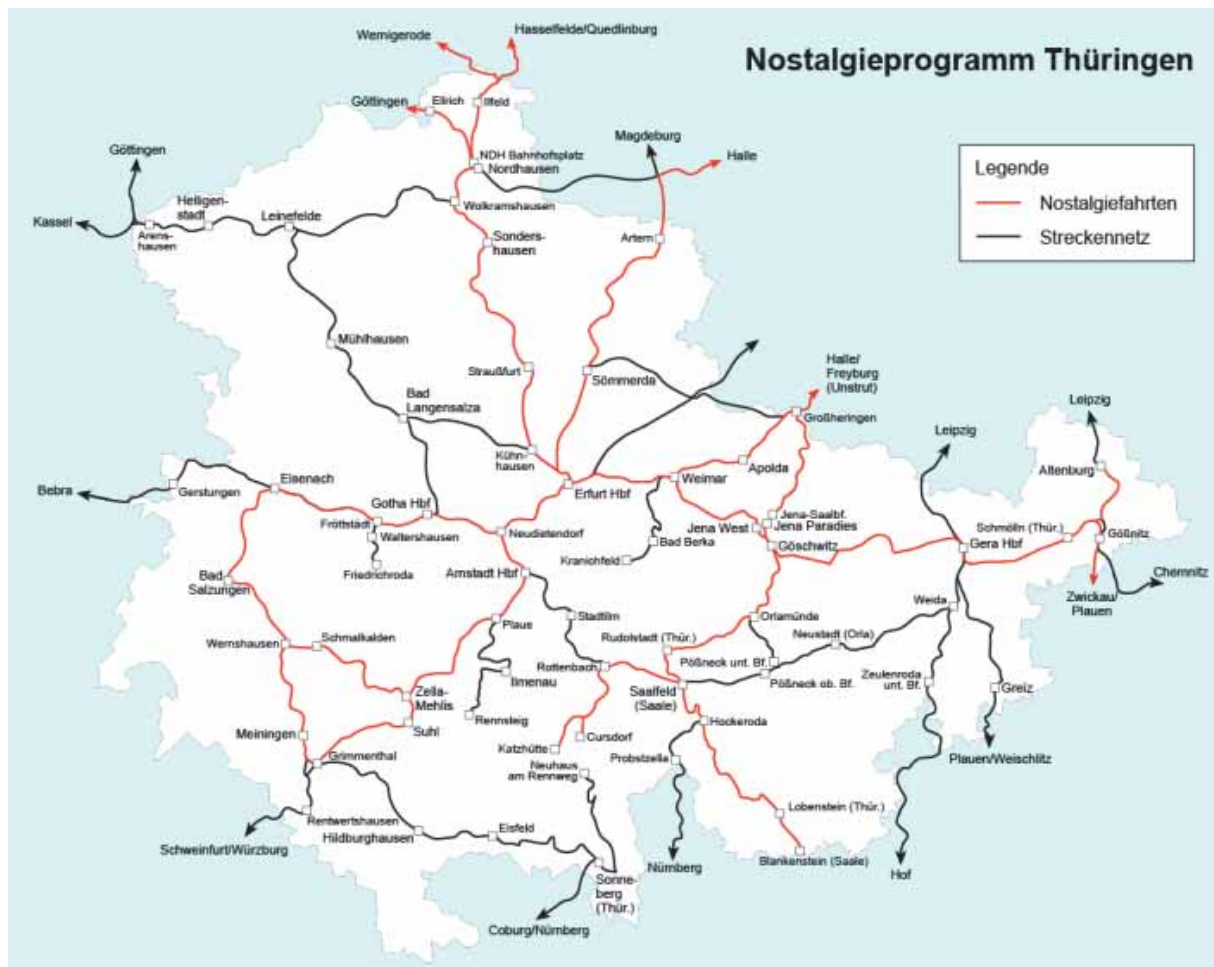 Nostalgieprogramm Thüringen
Legende
Nostalgiefahrten
Streckennetz
Wernigerode
Hasselfelde/Quedlinburg
Göttingen
Ellrich
Ilfeld
Göttingen
Magdeburg
Halle
NDH Bahnhofsplatz
Nordhausen
Kassel
Arens-
hausen
Heiligen-
stadt
Leinefelde
Wolkramshausen
Sonders-
hausen
Artern
Mühlhausen
Straußfurt
Sömmerda
Halle/
Freyburg
(Unstrut)
Bad
Langensalza
Großheringen
Leipzig
Leipzig
Kühn-
hausen
Altenburg
Bebra
Gerstungen
Eisenach
Gotha Hbf
Erfurt Hbf
Weimar
Apolda
Fröttstädt
Waltershausen
Friedrichroda
Neudietendorf
Jena-Saalbf.
Jena West
Jena Paradies
Göschwitz
Schmölln (Thür.)
Gera Hbf
Gößnitz
Bad Berka
Kranichfeld
Arnstadt Hbf
Bad
Salzungen
Chemnitz
Zwickau/
Plauen
Weida
Stadtilm
Plaue
Orlamünde
Rudolstadt (Thür.)
Neustadt (Orla)
Wernshausen
Schmalkalden
Pößneck unt. Bf.
Pößneck ob. Bf.
Rottenbach
Ilmenau
Saalfeld
(Saale)
Zeulenroda
unt. Bf.
Greiz
Zella-
Mehlis
Suhl
Rennsteig
Hockeroda
Meiningen
Katzhütte
Cursdorf
Probstzella
Grimmenthal
Neuhaus
am Rennweg
Plauen/Weischlitz
Lobenstein (Thür.)
Rentwertshausen
Hildburghausen
Eisfeld
Schweinfurt/Würzburg
Blankenstein (Saale)
Nürnberg
Hof
Sonne-
berg
(Thür.)
Coburg/Nürnberg